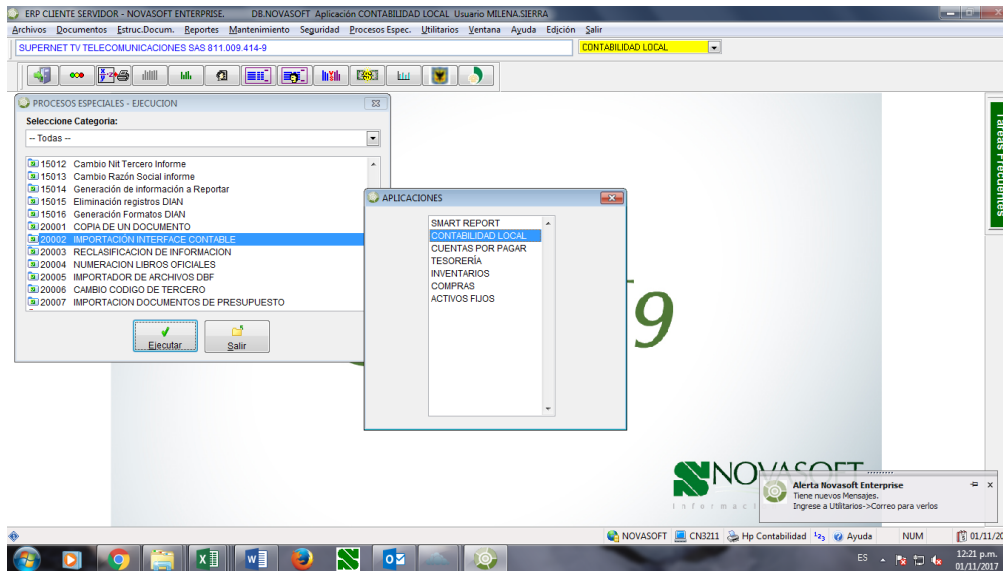 ERP CLIENTE SERVIDOR - NOVASOFT ENTERPRISE. DB.NOVASOFT Aplicación CONTABILIDAD LOCAL Usuario MILENA.SIERRA
Archivos Documentos Estruc.Docum. Reportes Mantenimiento Seguridad Procesos Espec. Utilitarios Ventana Ayuda Edición Salir
SUPERNET TV TELECOMUNICACIONES SAS 811.009.414-9 CONTABILIDAD LOCAL
PROCESOS ESPECIALES - EJECUCION
Seleccione Categoria:
-- Todas --
15012 Cambio Nit Tercero Informe
15013 Cambio Razón Social informe
15014 Generación de información a Reportar
15015 Eliminación registros DIAN
15016 Generación Formatos DIAN
20001 COPIA DE UN DOCUMENTO
20002 IMPORTACIÓN INTERFACE CONTABLE
20003 RECLASIFICACION DE INFORMACION
20004 NUMERACION LIBROS OFICIALES
20005 IMPORTADOR DE ARCHIVOS DBF
20006 CAMBIO CODIGO DE TERCERO
20007 IMPORTACION DOCUMENTOS DE PRESUPUESTO
Ejecutar Salir
APLICACIONES
SMART REPORT
CONTABILIDAD LOCAL
CUENTAS POR PAGAR
TESORERÍA
INVENTARIOS
COMPRAS
ACTIVOS FIJOS
Tareas Frecuentes
9
NOVASOFT
Alerta Novasoft Enterprise
Tiene nuevos Mensajes.
Ingrese a Utilitarios->Correo para verlos
NOVASOFT CN3211 Hp Contabilidad Ayuda NUM 01/11/20
ES 12:21 p.m.
01/11/2017